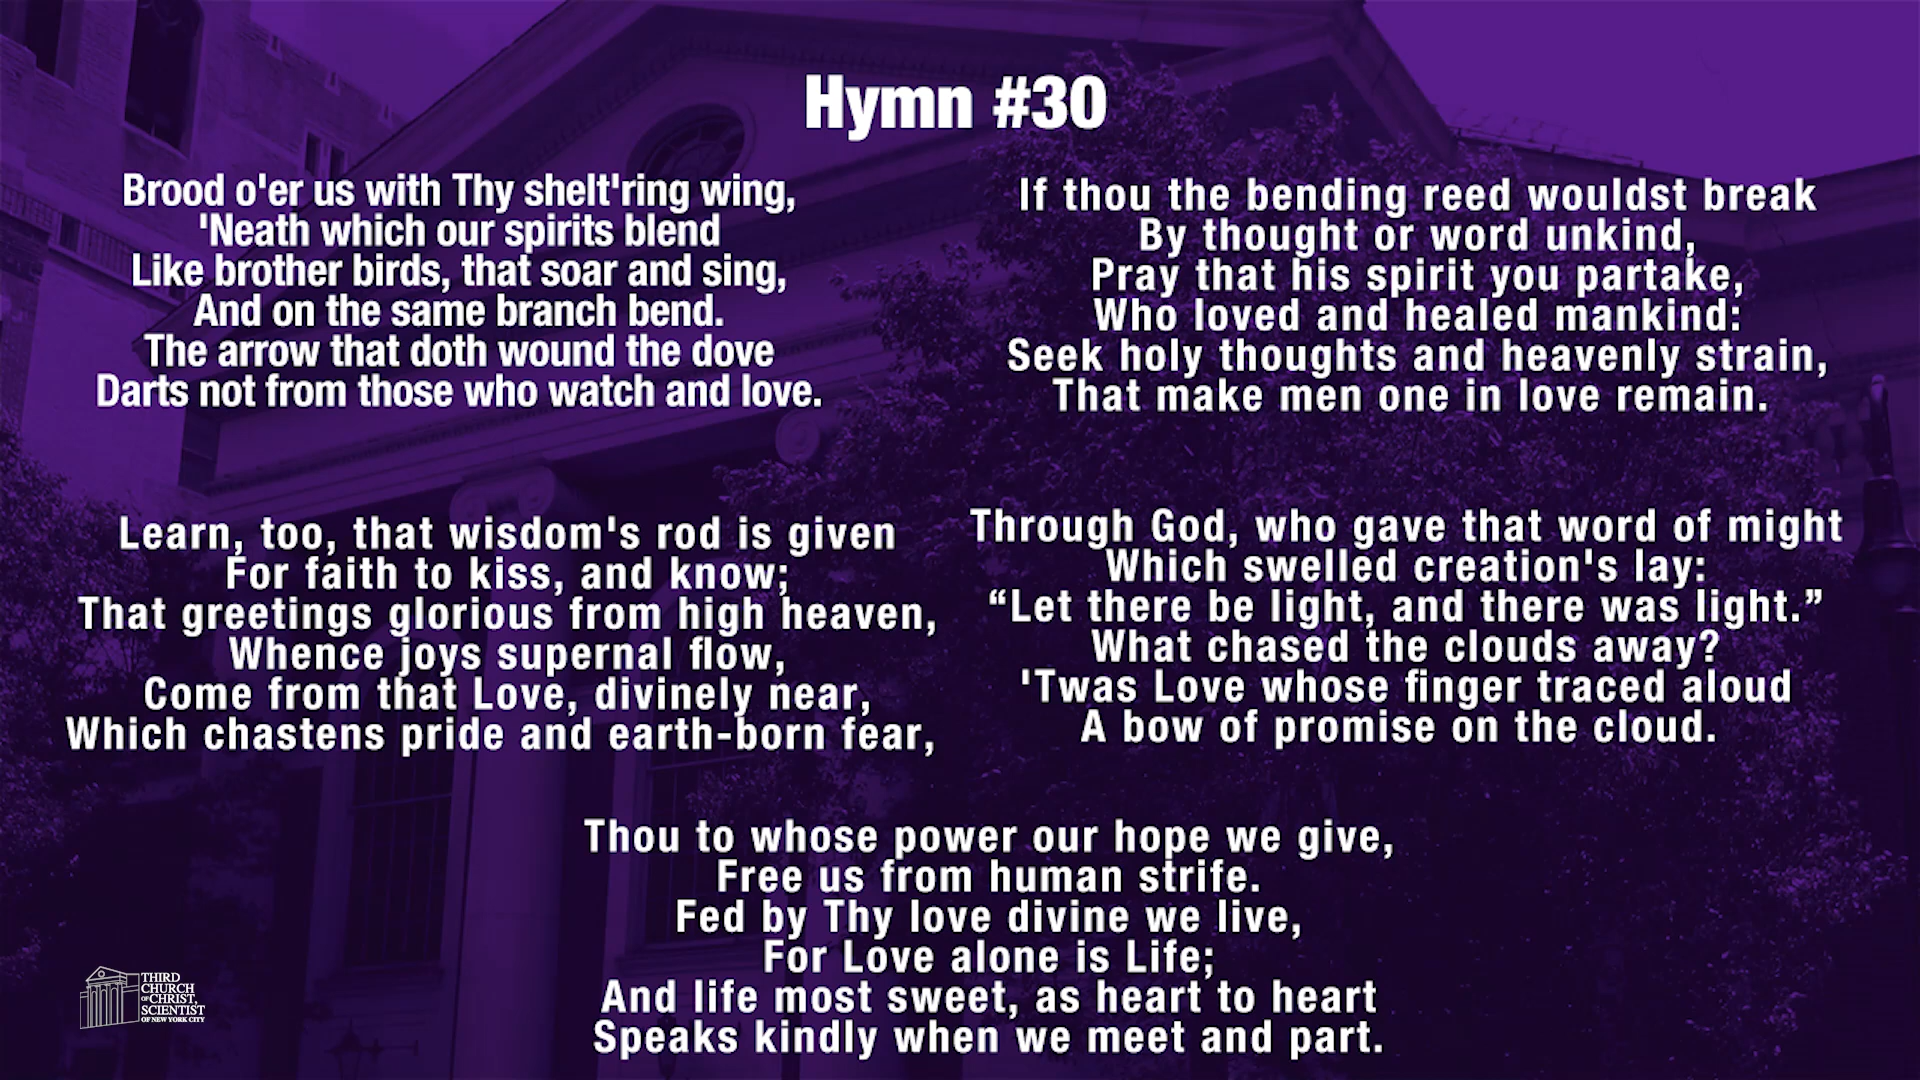 Hymn #30
Brood o'er us with Thy shelt'ring wing,
'Neath which our spirits blend
Like brother birds, that soar and sing,
And on the same branch bend.
The arrow that doth wound the dove
Darts not from those who watch and love.
If thou the bending reed wouldst break
By thought or word unkind,
Pray that his spirit you partake,
Who loved and healed mankind:
Seek holy thoughts and heavenly strain,
That make men one in love remain.
Learn, too, that wisdom's rod is given
For faith to kiss, and know;
That greetings glorious from high heaven,
Whence joys supernal flow,
Come from that Love, divinely near,
Which chastens pride and earth-born fear,
Through God, who gave that word of might
Which swelled creation's lay:
“Let there be light, and there was light.”
What chased the clouds away?
'Twas Love whose finger traced aloud
A bow of promise on the cloud.
Thou to whose power our hope we give,
Free us from human strife.
Fed by Thy love divine we live,
For Love alone is Life;
And life most sweet, as heart to heart
Speaks kindly when we meet and part.
THIRD
CHURCH
OF CHRIST,
SCIENTIST
OF NEW YORK CITY